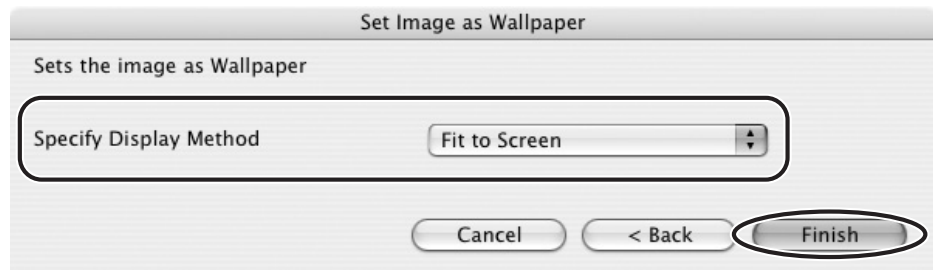 Set Image as Wallpaper
Sets the image as Wallpaper
Specify Display Method Fit to Screen
Cancel < Back Finish